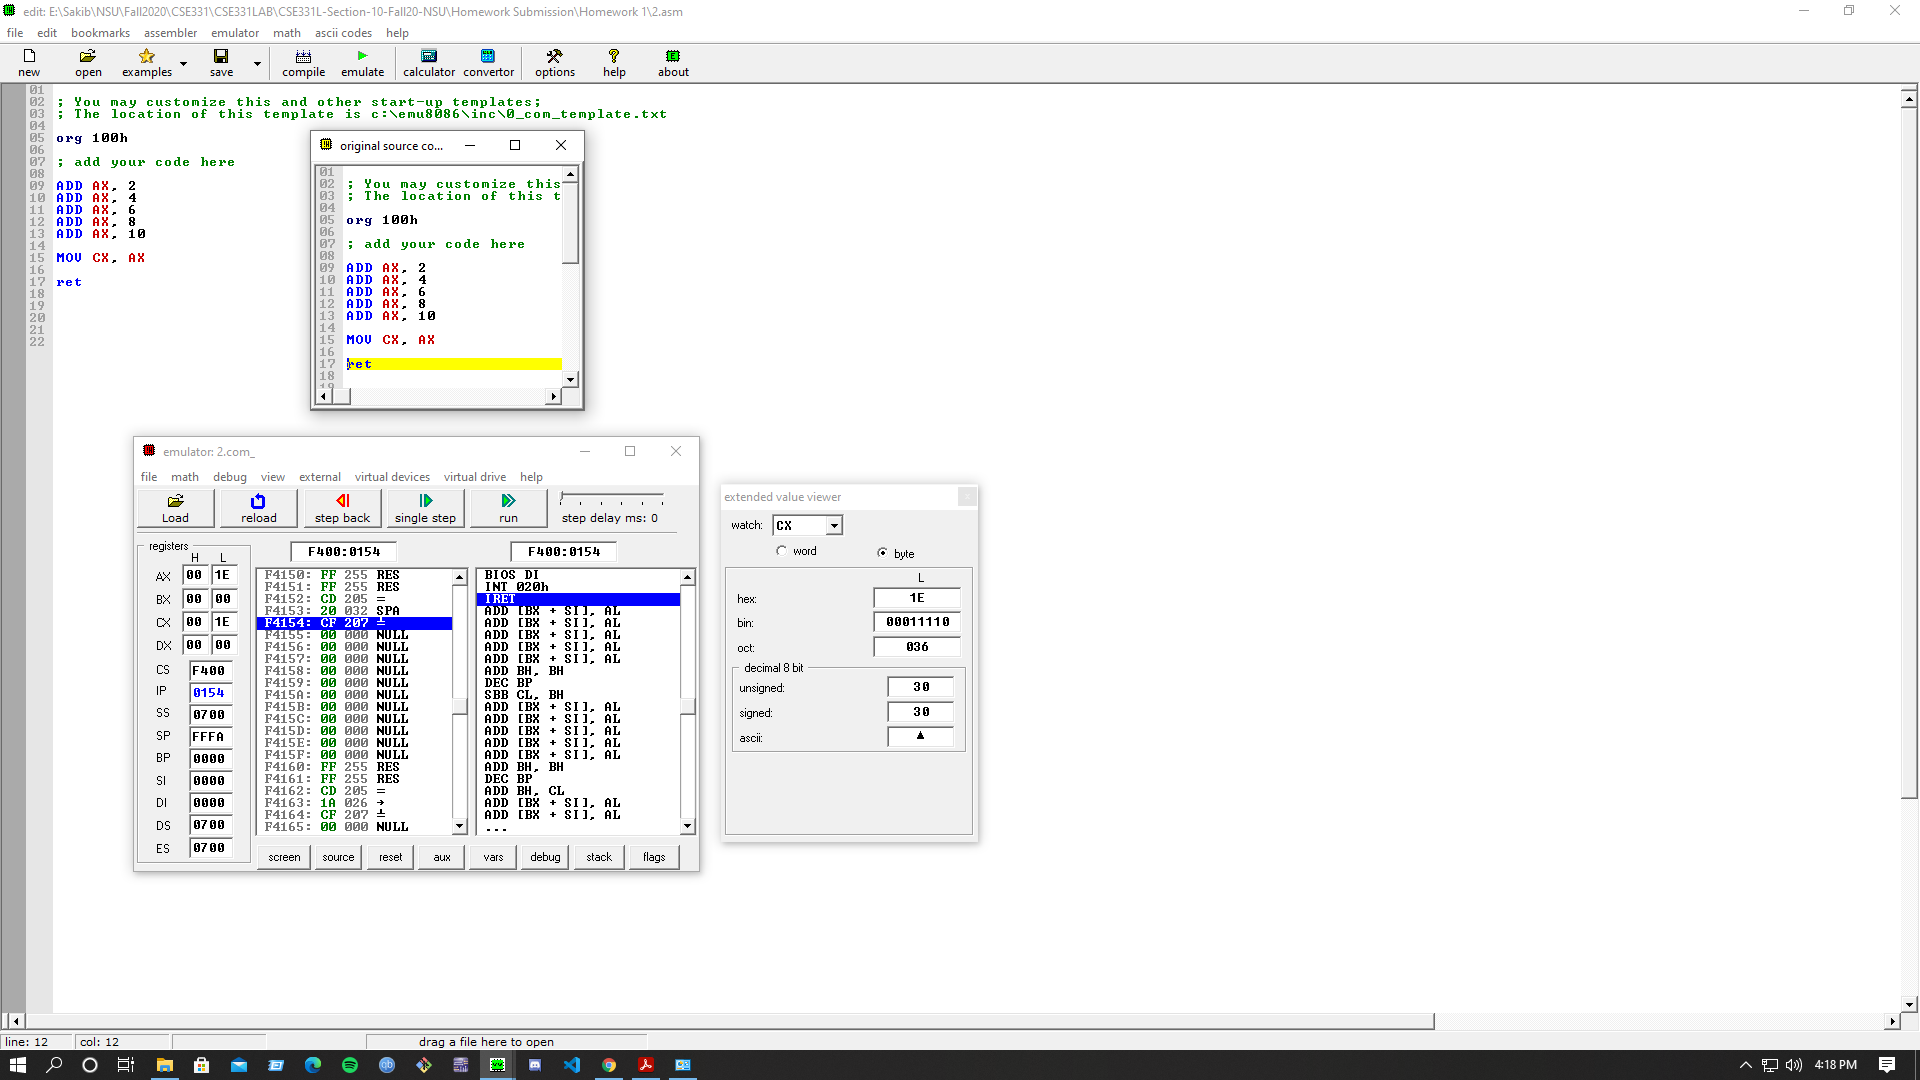 edit: E:\Sakib\NSU\Fall2020\CSE331\CSE331LAB\CSE331L-Section-10-Fall20-NSU\Homework Submission\Homework 1\2.asm
file edit bookmarks assembler emulator math ascii codes help
new open examples save compile emulate calculator convertor options help about
01
02 ; You may customize this and other start-up templates;
03 ; The location of this template is c:\emu8086\inc\0_com_template.txt
04
05 org 100h
06
07 ; add your code here
08
09 ADD AX, 2
10 ADD AX, 4
11 ADD AX, 6
12 ADD AX, 8
13 ADD AX, 10
14
15 MOV CX, AX
16
17 ret
18
19
20
21
22
original source co...
01
02 ; You may customize this
03 ; The location of this t
04
05 org 100h
06
07 ; add your code here
08
09 ADD AX, 2
10 ADD AX, 4
11 ADD AX, 6
12 ADD AX, 8
13 ADD AX, 10
14
15 MOV CX, AX
16
17 ret
18
19
emulator: 2.com_
file math debug view external virtual devices virtual drive help
Load reload step back single step run step delay ms: 0
registers
H L
AX 00 1E
BX 00 00
CX 00 1E
DX 00 00
CS F400
IP 0154
SS 0700
SP FFFA
BP 0000
SI 0000
DI 0000
DS 0700
ES 0700
F400:0154
F4150: FF 255 RES
F4151: FF 255 RES
F4152: CD 205 =
F4153: 20 032 SPA
F4154: CF 207 ╧
F4155: 00 000 NULL
F4156: 00 000 NULL
F4157: 00 000 NULL
F4158: 00 000 NULL
F4159: 00 000 NULL
F415A: 00 000 NULL
F415B: 00 000 NULL
F415C: 00 000 NULL
F415D: 00 000 NULL
F415E: 00 000 NULL
F415F: 00 000 NULL
F4160: FF 255 RES
F4161: FF 255 RES
F4162: CD 205 =
F4163: 1A 026 →
F4164: CF 207 ╧
F4165: 00 000 NULL
F400:0154
BIOS DI
INT 020h
IRET
ADD [BX + SI], AL
ADD [BX + SI], AL
ADD [BX + SI], AL
ADD [BX + SI], AL
ADD [BX + SI], AL
ADD BH, BH
DEC BP
SBB CL, BH
ADD [BX + SI], AL
ADD [BX + SI], AL
ADD [BX + SI], AL
ADD [BX + SI], AL
ADD [BX + SI], AL
ADD BH, BH
DEC BP
ADD BH, CL
ADD [BX + SI], AL
ADD [BX + SI], AL
...
screen source reset aux vars debug stack flags
extended value viewer
watch: CX
word byte
L
hex: 1E
bin: 00011110
oct: 036
decimal 8 bit
unsigned: 30
signed: 30
ascii: ▲
line: 12 col: 12 drag a file here to open
4:18 PM